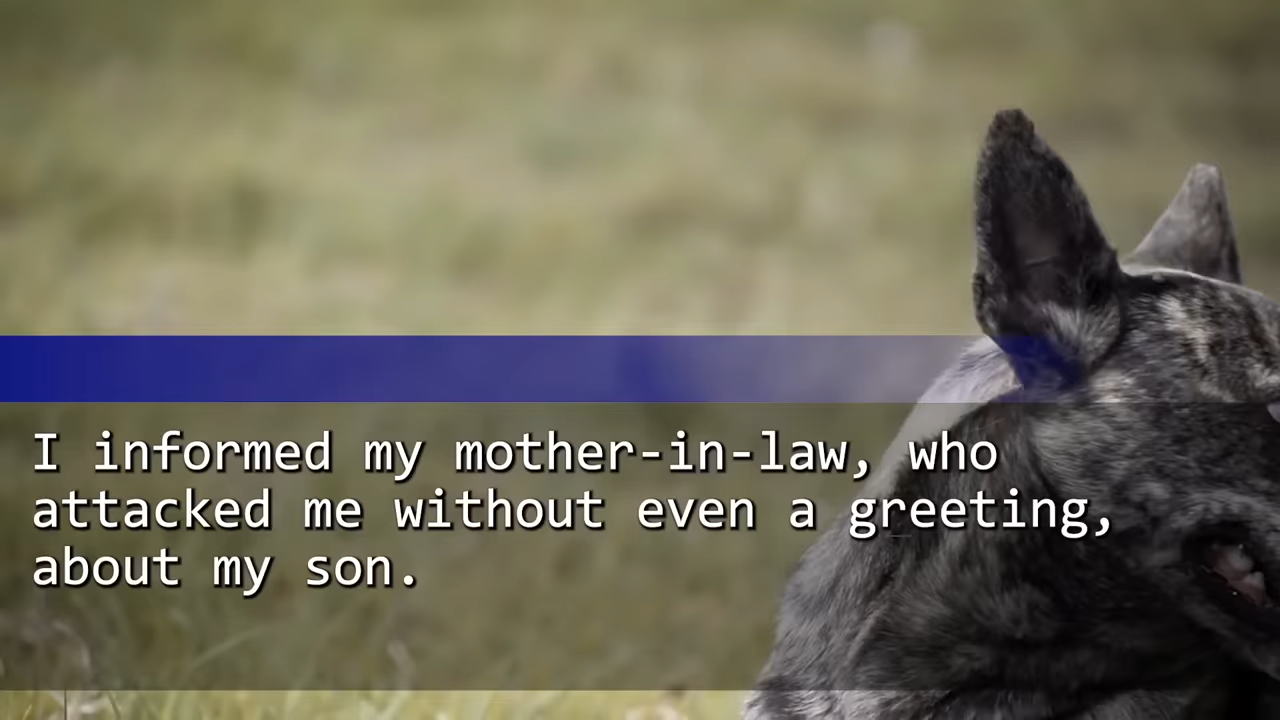 I informed my mother-in-law, who
attacked me without even a greeting,
about my son.